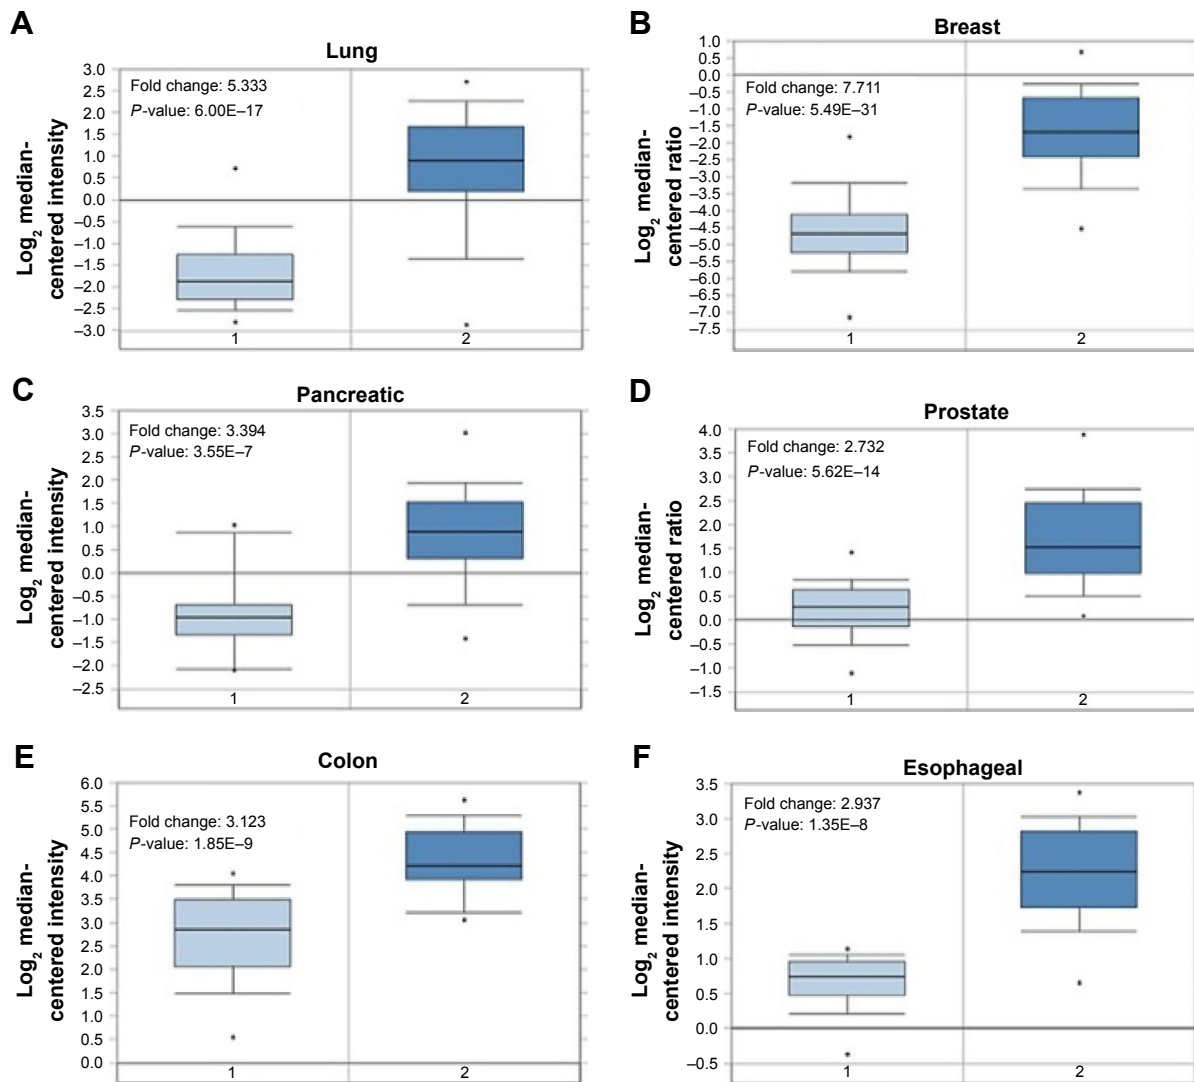 A
Lung
Fold change: 5.333
P-value: 6.00E–17
Log2 median-
centered intensity
3.0
2.5
2.0
1.5
1.0
0.5
0.0
–0.5
–1.0
–1.5
–2.0
–2.5
–3.0
1
2
B
Breast
Fold change: 7.711
P-value: 5.49E–31
Log2 median-
centered ratio
1.0
0.5
0.0
–0.5
–1.0
–1.5
–2.0
–2.5
–3.0
–3.5
–4.0
–4.5
–5.0
–5.5
–6.0
–6.5
–7.0
–7.5
1
2
C
Pancreatic
Fold change: 3.394
P-value: 3.55E–7
Log2 median-
centered intensity
3.5
3.0
2.5
2.0
1.5
1.0
0.5
0.0
–0.5
–1.0
–1.5
–2.0
–2.5
1
2
D
Prostate
Fold change: 2.732
P-value: 5.62E–14
Log2 median-
centered ratio
4.0
3.5
3.0
2.5
2.0
1.5
1.0
0.5
0.0
–0.5
–1.0
–1.5
1
2
E
Colon
Fold change: 3.123
P-value: 1.85E–9
Log2 median-
centered intensity
6.0
5.5
5.0
4.5
4.0
3.5
3.0
2.5
2.0
1.5
1.0
0.5
0.0
1
2
F
Esophageal
Fold change: 2.937
P-value: 1.35E–8
Log2 median-
centered intensity
3.5
3.0
2.5
2.0
1.5
1.0
0.5
0.0
–0.5
1
2